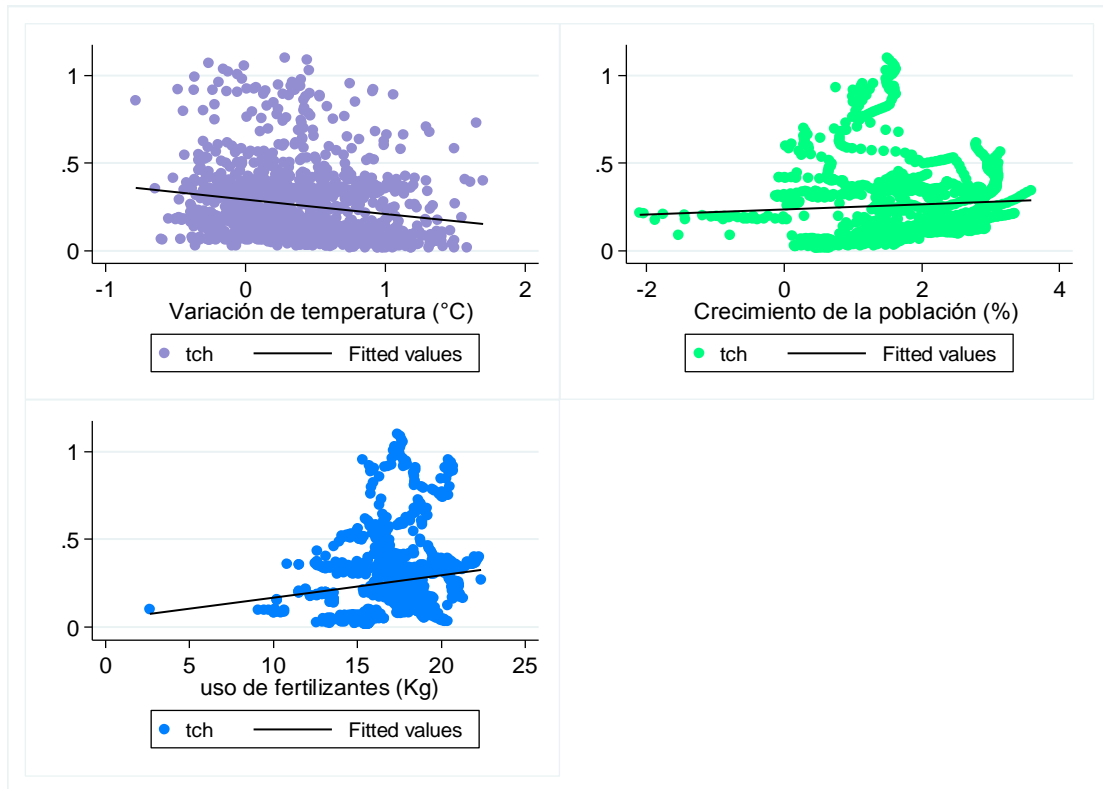 1
.5
0
-1 0 1 2
Variación de temperatura (°C)
tch Fitted values
1
.5
0
-2 0 2 4
Crecimiento de la población (%)
tch Fitted values
1
.5
0
0 5 10 15 20 25
uso de fertilizantes (Kg)
tch Fitted values